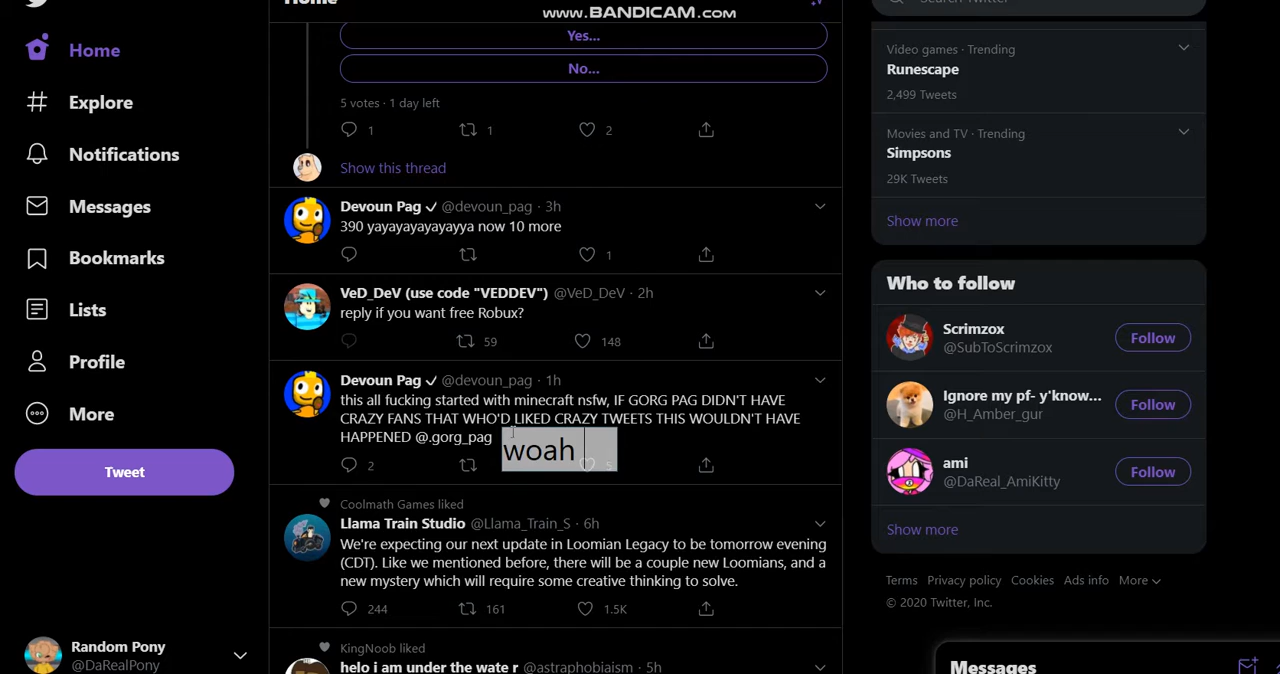 Home
www.BANDICAM.com
Search Twitter
Home
Explore
Notifications
Messages
Bookmarks
Lists
Profile
More
Tweet
Random Pony
@DaRealPony
Yes...
No...
5 votes · 1 day left
1 1 2
Show this thread
Devoun Pag @devoun_pag · 3h
390 yayayayayayayya now 10 more
1
VeD_DeV (use code "VEDDEV") @VeD_DeV · 2h
reply if you want free Robux?
59 148
Devoun Pag @devoun_pag · 1h
this all fucking started with minecraft nsfw, IF GORG PAG DIDN'T HAVE
CRAZY FANS THAT WHO'D LIKED CRAZY TWEETS THIS WOULDN'T HAVE
HAPPENED @.gorg_pag
woah
2 5
Coolmath Games liked
Llama Train Studio @Llama_Train_S · 6h
We're expecting our next update in Loomian Legacy to be tomorrow evening
(CDT). Like we mentioned before, there will be a couple new Loomians, and a
new mystery which will require some creative thinking to solve.
244 161 1.5K
KingNoob liked
helo i am under the wate r @astraphobiaism · 5h
Video games · Trending
Runescape
2,499 Tweets
Movies and TV · Trending
Simpsons
29K Tweets
Show more
Who to follow
Scrimzox
@SubToScrimzox
Follow
Ignore my pf- y'know...
@H_Amber_gur
Follow
ami
@DaReal_AmiKitty
Follow
Show more
Terms Privacy policy Cookies Ads info More
© 2020 Twitter, Inc.
Messages